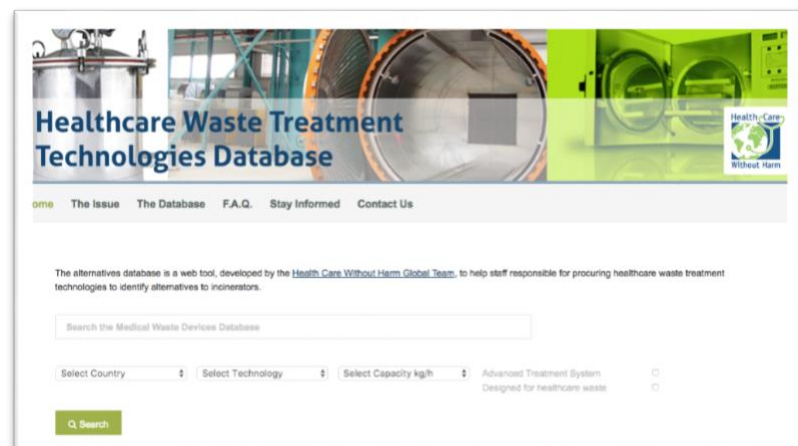 Healthcare Waste Treatment
Technologies Database
Health Care
Without Harm
ome The Issue The Database F.A.Q. Stay Informed Contact Us
The alternatives database is a web tool, developed by the Health Care Without Harm Global Team, to help staff responsible for procuring healthcare waste treatment
technologies to identify alternatives to incinerators.
Search the Medical Waste Devices Database
Select Country Select Technology Select Capacity kg/h Advanced Treatment System
Designed for healthcare waste
Search